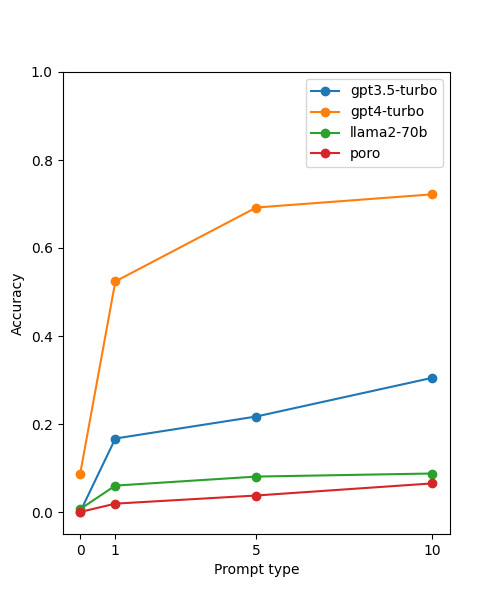 1.0
0.8
0.6
0.4
0.2
0.0
Accuracy
gpt3.5-turbo
gpt4-turbo
llama2-70b
poro
0 1 5 10
Prompt type